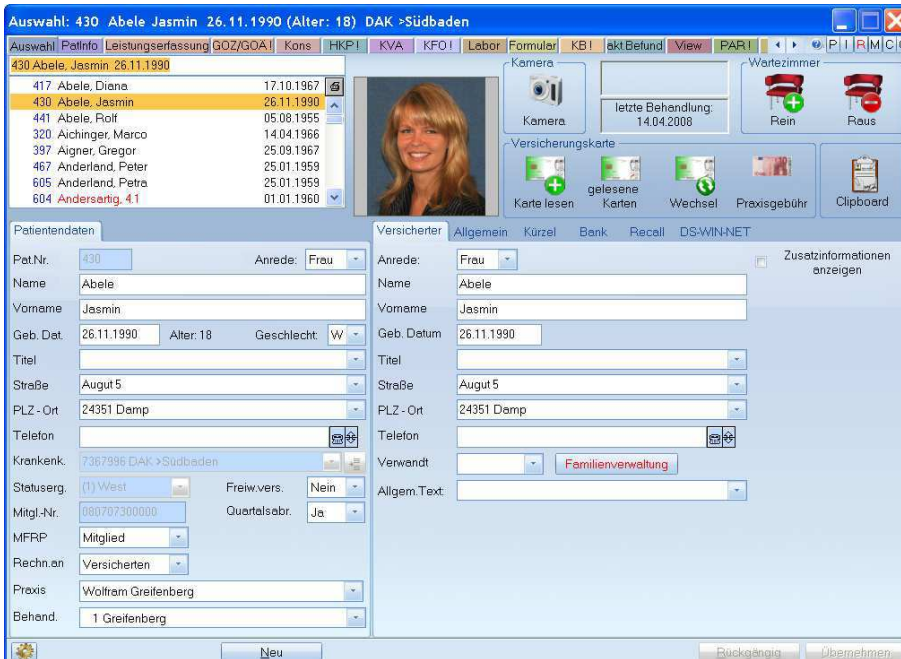 Auswahl: 430 Abele Jasmin 26.11.1990 (Alter: 18) DAK >Südbaden
Auswahl PatInfo Leistungserfassung GOZ/GOA! Kons HKP! KVA KFO! Labor Formular KB! akt.Befund View PAR! P I R M C
430 Abele, Jasmin 26.11.1990
417 Abele, Diana 17.10.1967
430 Abele, Jasmin 26.11.1990
441 Abele, Rolf 05.08.1955
320 Aichinger, Marco 14.04.1966
397 Aigner, Gregor 25.09.1967
467 Anderland, Peter 25.01.1959
605 Anderland, Petra 25.01.1959
604 Andersartig, 4.1 01.01.1960
Kamera
Kamera
letzte Behandlung:
14.04.2008
Wartezimmer
Rein Raus
Versicherungskarte
Karte lesen
gelesene
Karten
Wechsel
Praxisgebühr
Clipboard
Patientendaten
Pat.Nr. 430 Anrede: Frau
Name Abele
Vorname Jasmin
Geb. Dat. 26.11.1990 Alter: 18 Geschlecht: W
Titel
Straße Augut 5
PLZ - Ort 24351 Damp
Telefon
Krankenk. 7367996 DAK >Südbaden
Statuserg. (1) West Freiw.vers. Nein
Mitgl.-Nr. 080707300000 Quartalsabr. Ja
MFRP Mitglied
Rechn.an Versicherten
Praxis Wolfram Greifenberg
Behand. 1 Greifenberg
Versicherter Allgemein Kürzel Bank Recall DS-WIN-NET
Anrede: Frau
Zusatzinformationen
anzeigen
Name Abele
Vorname Jasmin
Geb. Datum 26.11.1990
Titel
Straße Augut 5
PLZ - Ort 24351 Damp
Telefon
Verwandt Familienverwaltung
Allgem.Text
Neu Rückgängig Übernehmen